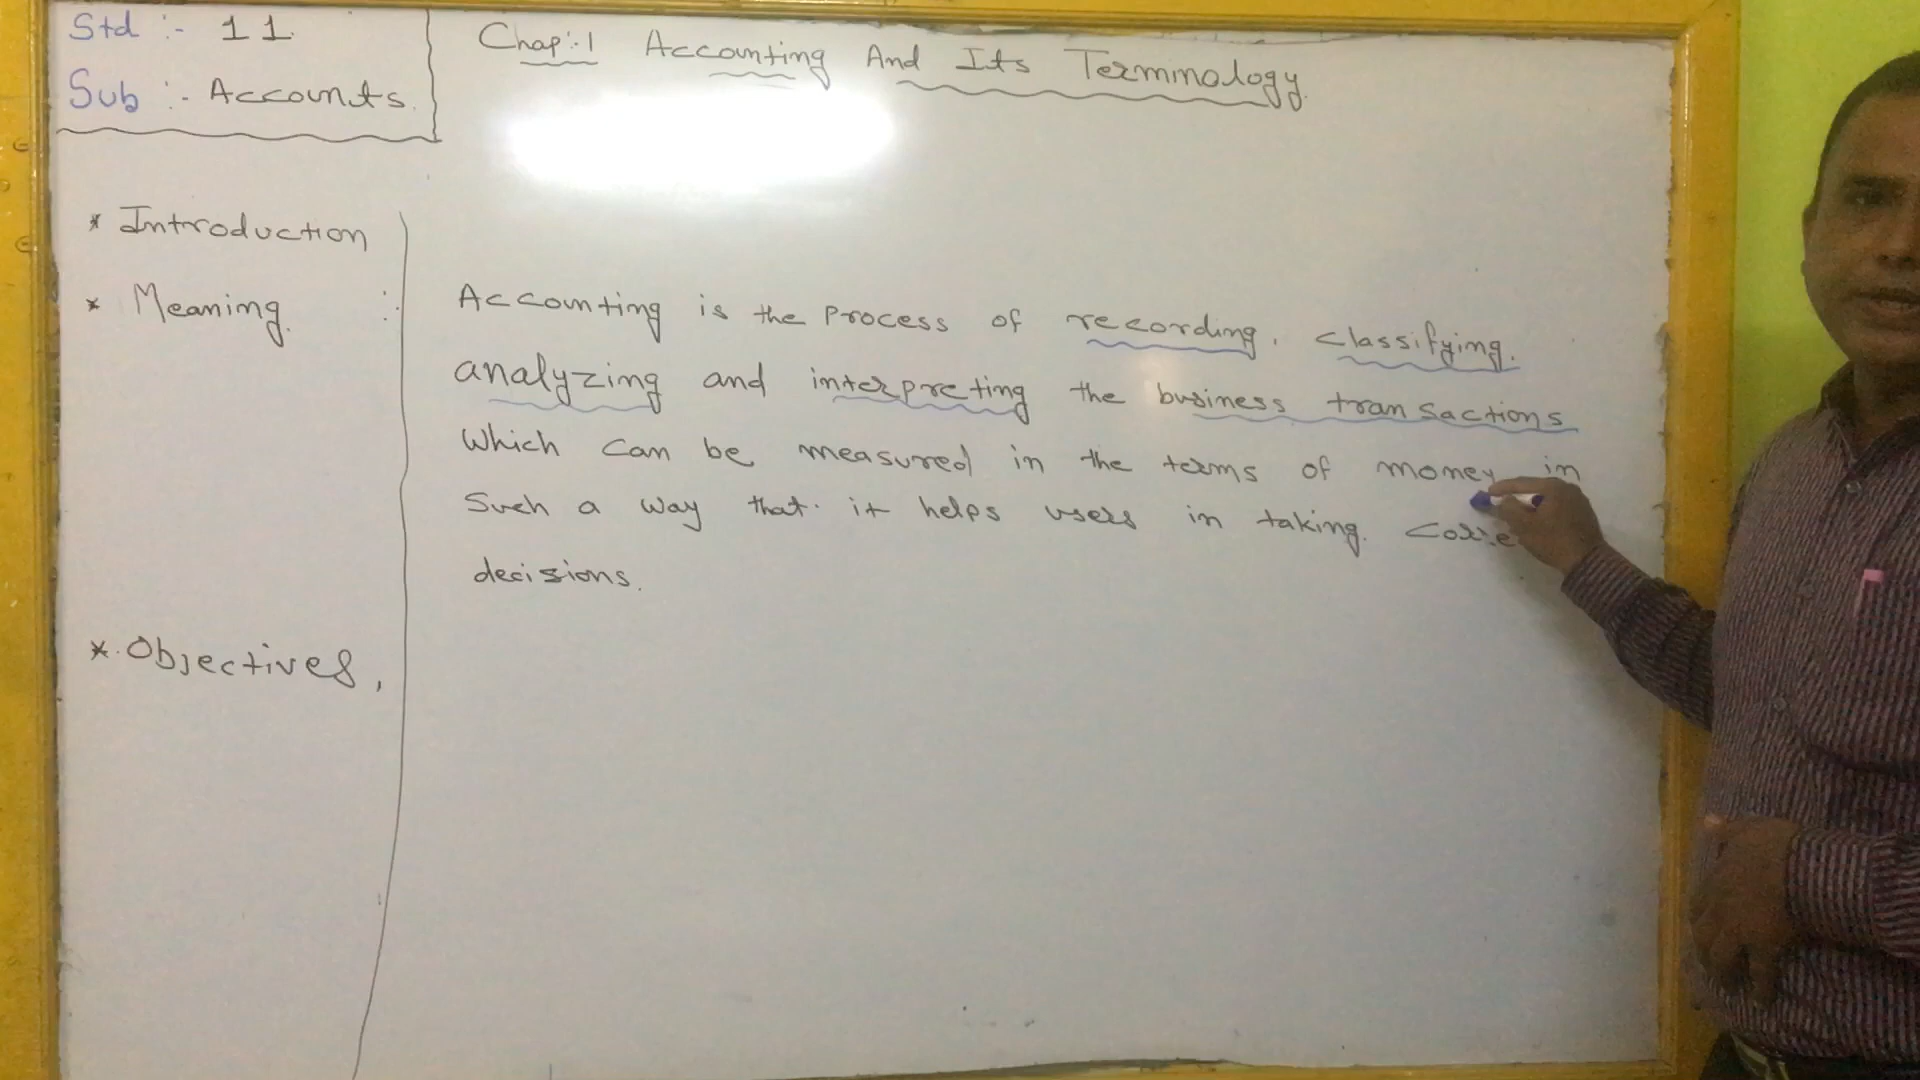 Std :- 11.
Sub :- Accounts.
Chap:-1 Accounting And Its Terminology.
* Introduction
* Meaning. :-
Accounting is the process of recording, classifying,
analyzing and interpreting the business transactions
which can be measured in the terms of money in
Such a way that it helps users in taking
decisions.
* Objectives,